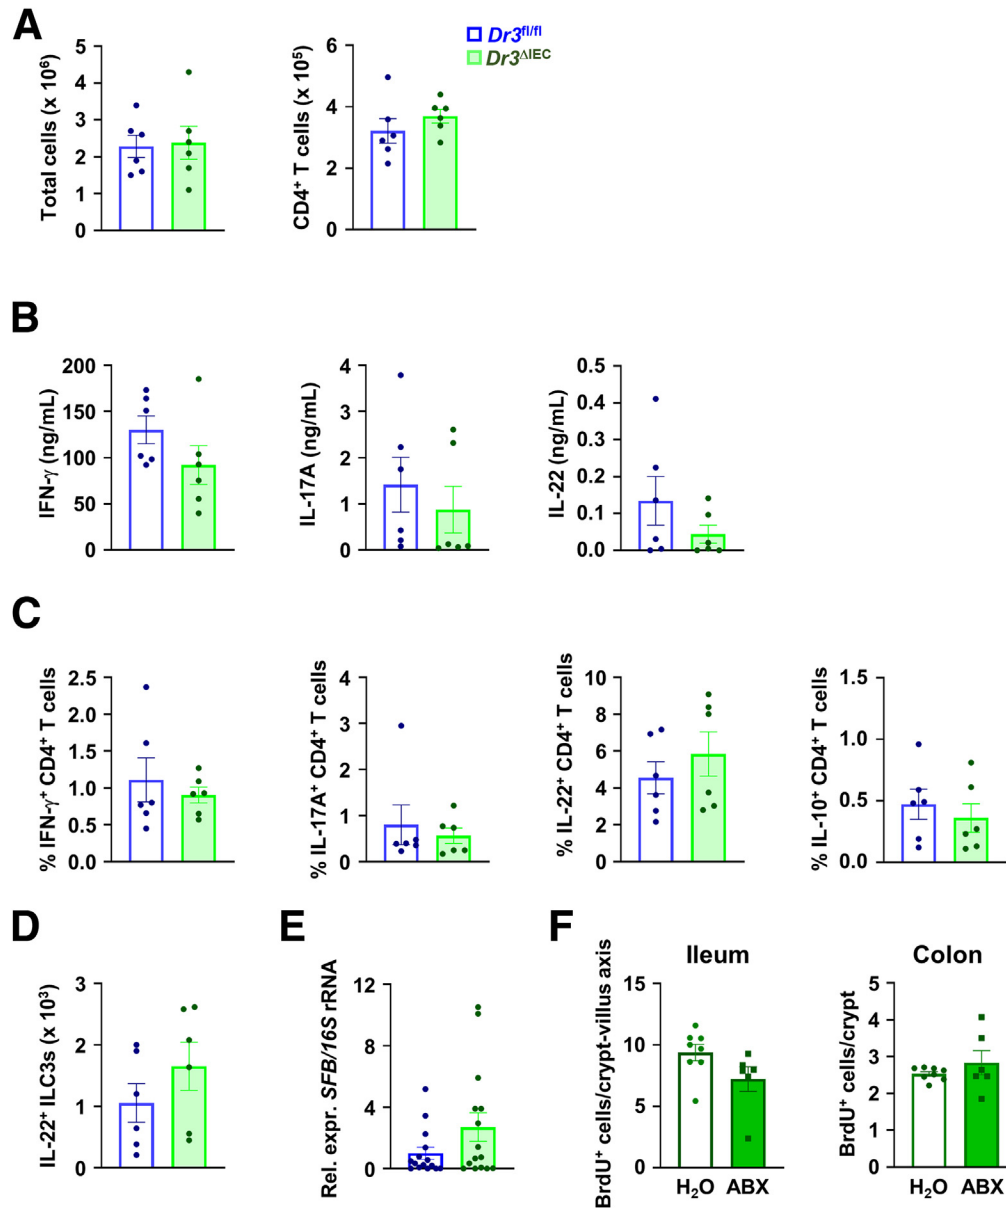 A
Dr3fl/fl
Dr3ΔIEC
Total cells (x 10⁶)
5
4
3
2
1
0
CD4⁺ T cells (x 10⁵)
6
4
2
0
B
IFN-γ (ng/mL)
200
150
100
50
0
IL-17A (ng/mL)
4
3
2
1
0
IL-22 (ng/mL)
0.5
0.4
0.3
0.2
0.1
0.0
C
% IFN-γ⁺ CD4⁺ T cells
2.5
2.0
1.5
1.0
0.5
0.0
% IL-17A⁺ CD4⁺ T cells
4
3
2
1
0
% IL-22⁺ CD4⁺ T cells
10
8
6
4
2
0
% IL-10⁺ CD4⁺ T cells
1.5
1.0
0.5
0.0
D
IL-22⁺ ILC3s (x 10³)
3
2
1
0
E
Rel. expr. SFB/16S rRNA
12
8
4
0
F
Ileum
BrdU⁺ cells/crypt-villus axis
15
10
5
0
H₂O ABX
Colon
BrdU⁺ cells/crypt
5
4
3
2
1
0
H₂O ABX